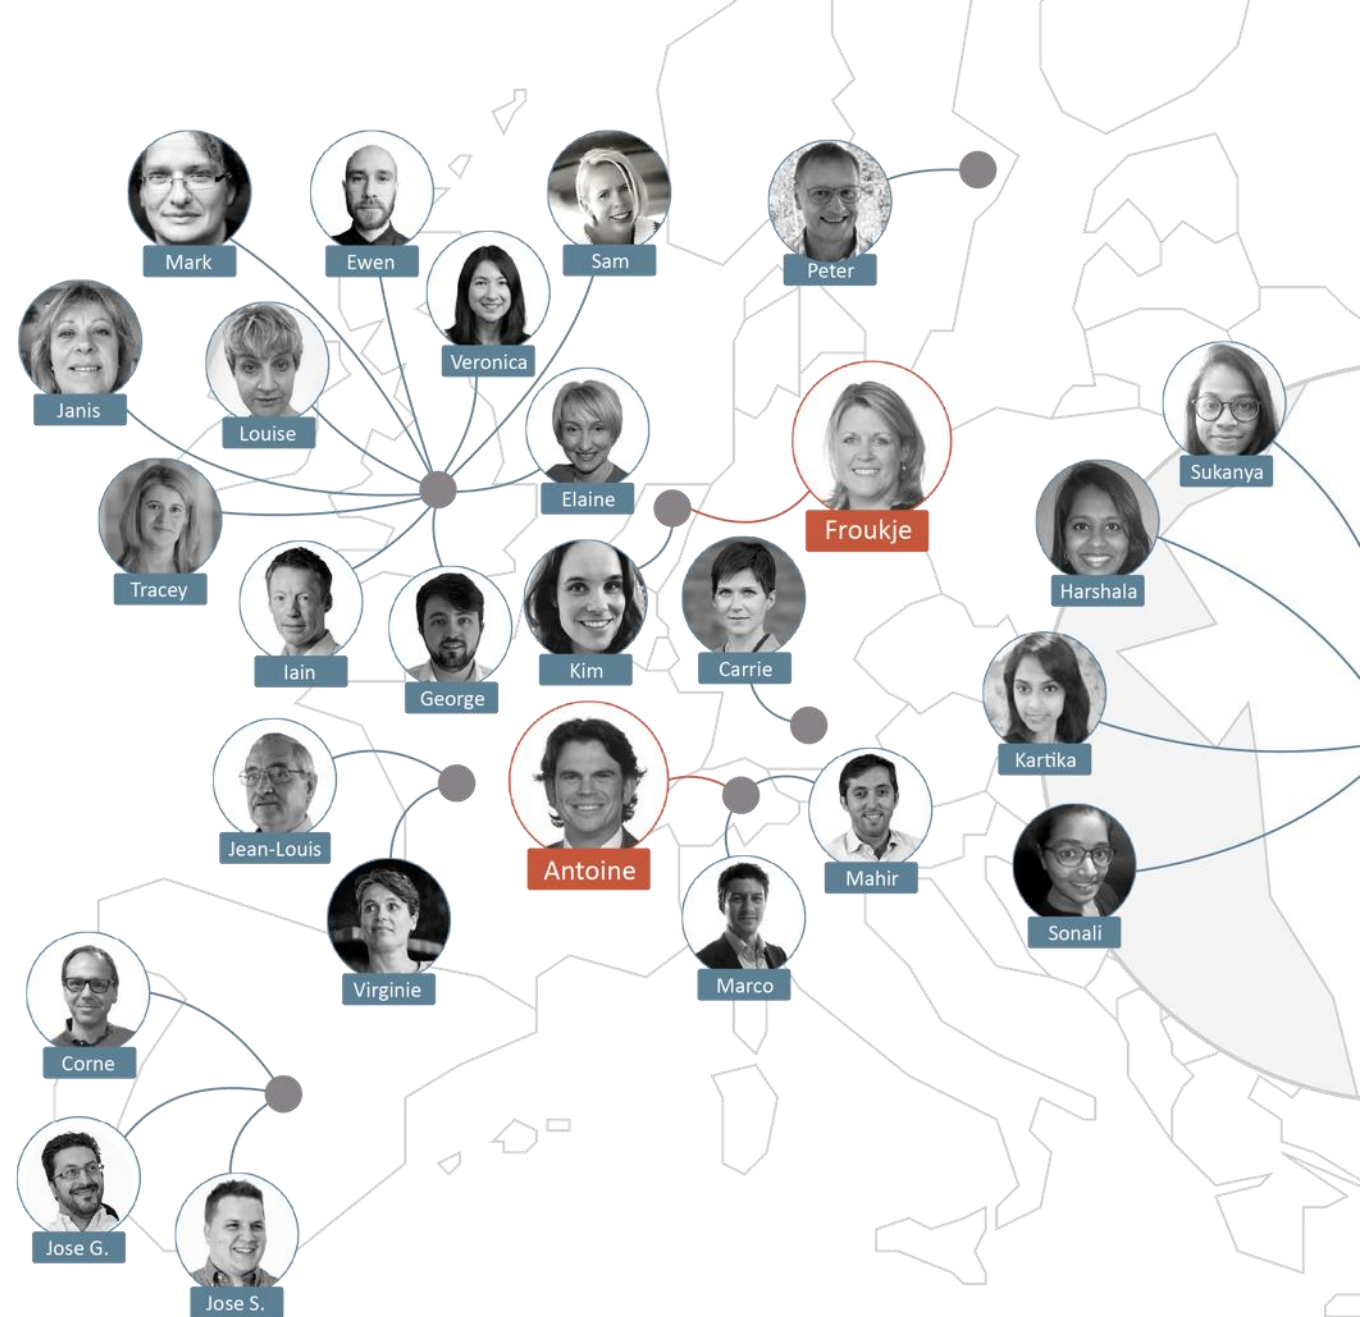 Mark
Ewen
Sam
Peter
Veronica
Janis
Louise
Sukanya
Elaine
Froukje
Tracey
Harshala
Iain
Kim
Carrie
George
Kartika
Jean-Louis
Antoine
Mahir
Sonali
Virginie
Marco
Corne
Jose G.
Jose S.